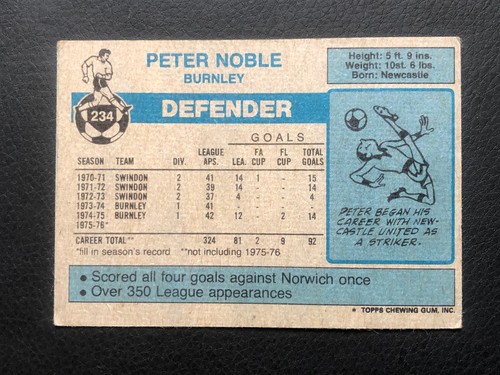 PETER NOBLE
BURNLEY
234
DEFENDER
Height: 5 ft. 9 ins.
Weight: 10st. 6 lbs.
Born: Newcastle
GOALS
LEAGUE FA FL TOTAL
SEASON TEAM DIV. APS. LEA. CUP CUP GOALS
1970-71 SWINDON 2 41 14 1 15
1971-72 SWINDON 2 39 14 14
1972-73 SWINDON 2 37 4 4
1973-74 BURNLEY 1 41
1974-75 BURNLEY 1 42 12 2 14
1975-76*
CAREER TOTAL** 324 81 2 9 92
*fill in season's record **not including 1975-76
PETER BEGAN HIS
CAREER WITH NEW-
CASTLE UNITED AS
A STRIKER.
• Scored all four goals against Norwich once
• Over 350 League appearances
* TOPPS CHEWING GUM, INC.